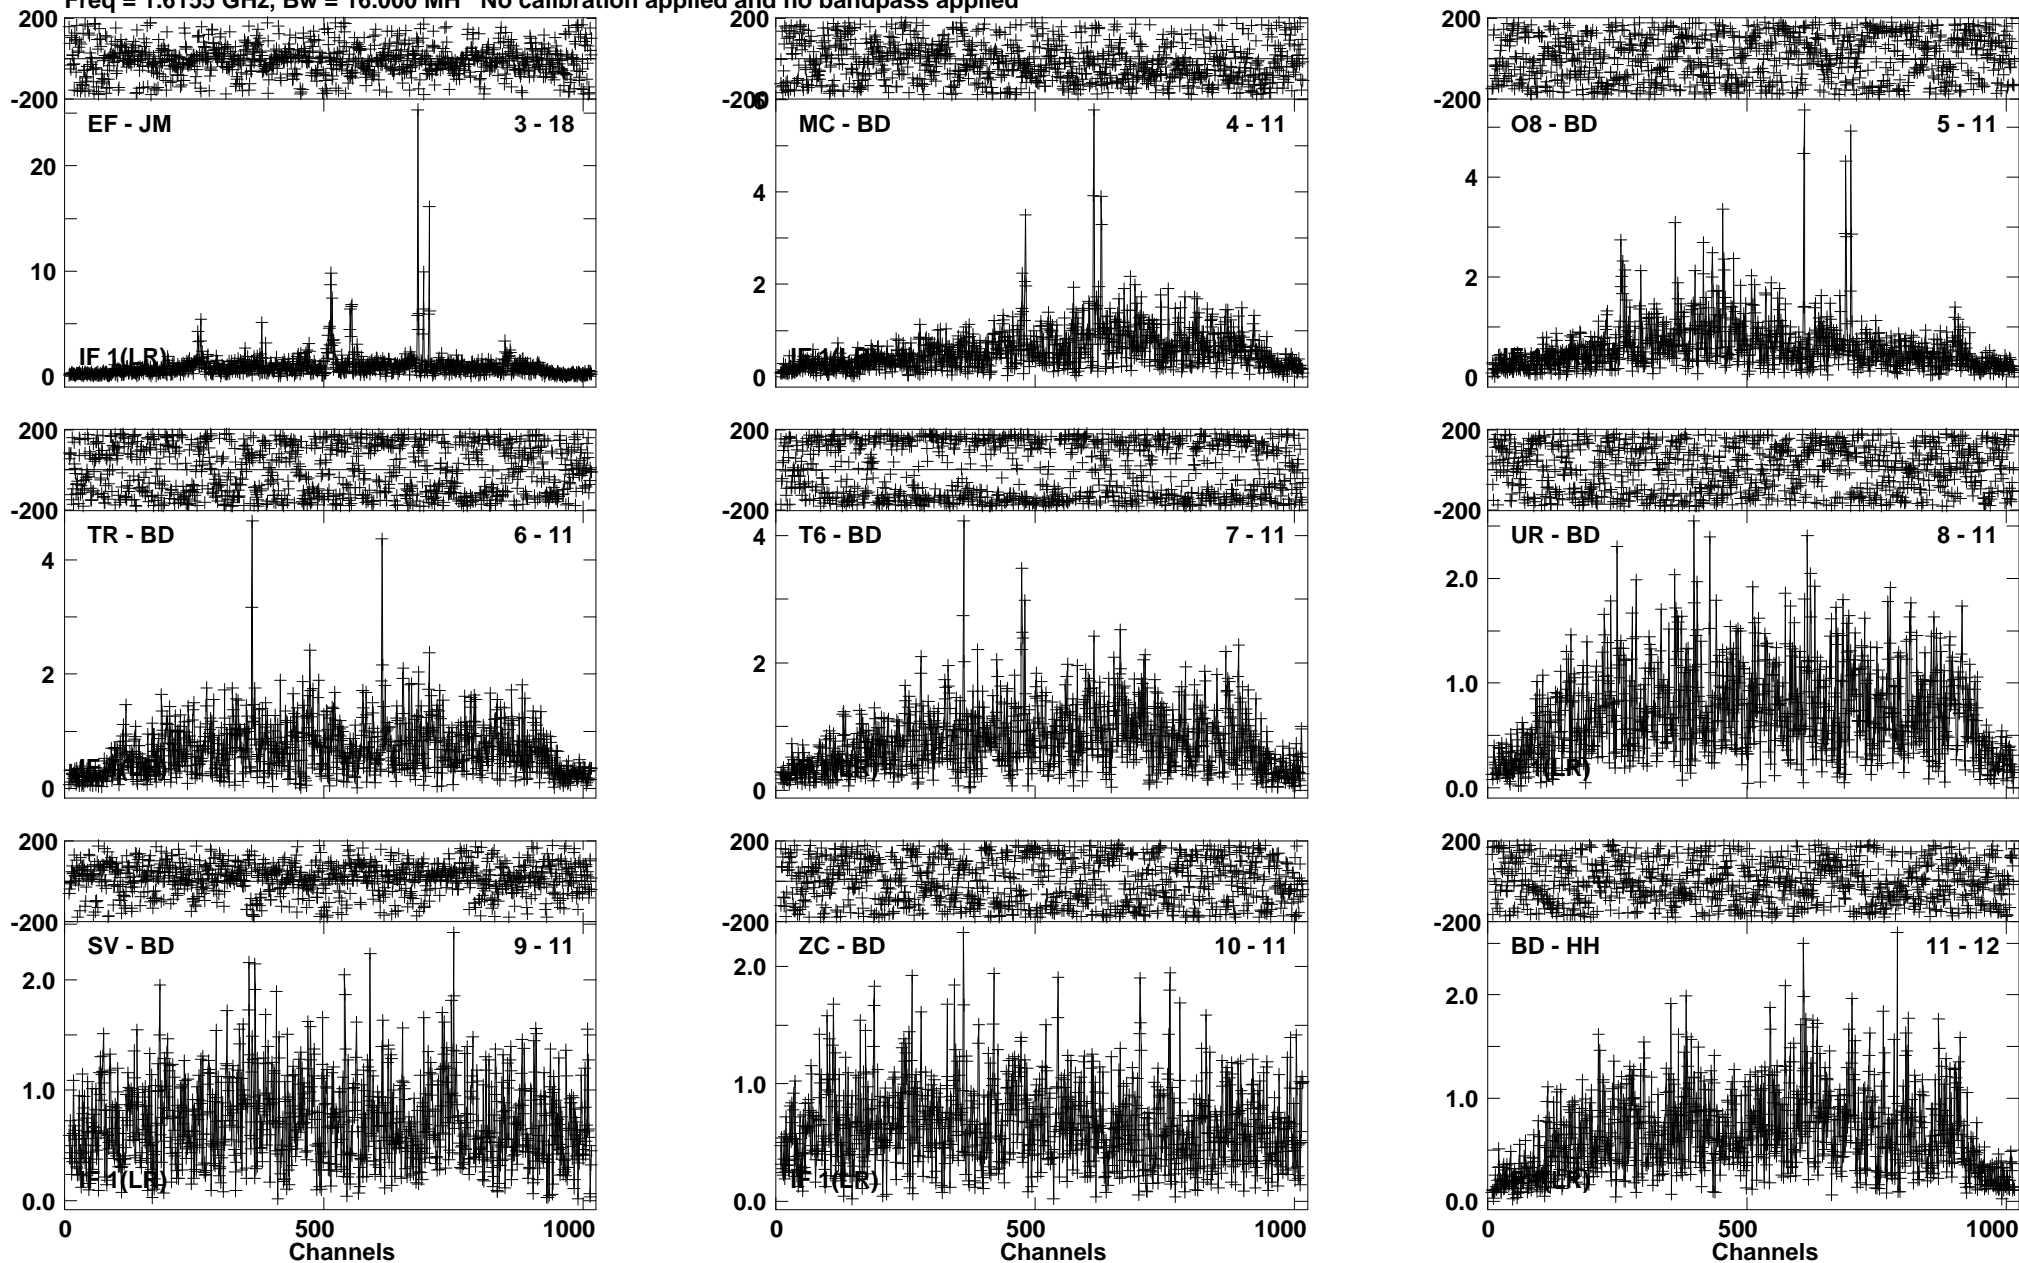 Freq = 1.6155 GHz, Bw = 16.000 MH No calibration applied and no bandpass applied
200 200 200
-200 -200 -200
6
EF - JM 3 - 18 MC - BD 4 - 11 O8 - BD 5 - 11
20 4 4
10 2 2
IF 1(LR)
0 0 0
200 200 200
-200 -200 -200
TR - BD 6 - 11 T6 - BD 7 - 11 UR - BD 8 - 11
4 4 2.0
2 2 1.0
0 0 0.0
200 200 200
-200 -200 -200
SV - BD 9 - 11 ZC - BD 10 - 11 BD - HH 11 - 12
2.0 2.0 2.0
1.0 1.0 1.0
IF 1(LR) IF 1(LR)
0.0 0.0 0.0
0 500 1000 0 500 1000 0 500 1000
Channels Channels Channels